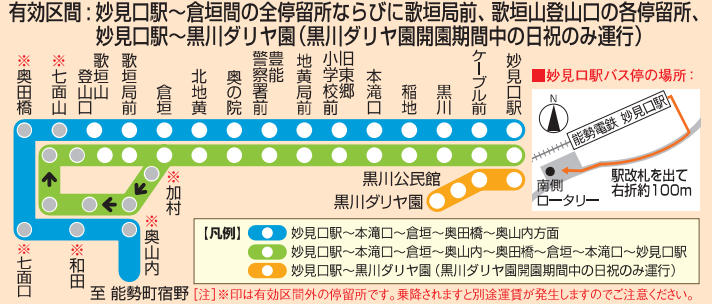 有効区間：妙見口駅～倉垣間の全停留所ならびに歌垣局前、歌垣山登山口の各停留所、
妙見口駅～黒川ダリヤ園（黒川ダリヤ園開園期間中の日祝のみ運行）
※奥田橋
※七面山
歌垣山登山口
歌垣局前
倉垣
北地黄
奥の院
豊能警察署前
地黄局前
旧東郷小学校前
本滝口
稲地
黒川
ケーブル前
妙見口駅
■妙見口駅バス停の場所：
N
能勢電鉄 妙見口駅
南側
ロータリー
駅改札を出て
右折約100m
※加村
※奥山内
※和田
※七面口
至 能勢町宿野
黒川公民館
黒川ダリヤ園
【凡例】
妙見口駅～本滝口～倉垣～奥田橋～奥山内方面
妙見口駅～本滝口～倉垣～奥山内～奥田橋～倉垣～本滝口～妙見口駅
妙見口駅～黒川ダリヤ園（黒川ダリヤ園開園期間中の日祝のみ運行）
[注]※印は有効区間外の停留所です。乗降されますと別途運賃が発生しますのでご注意ください。